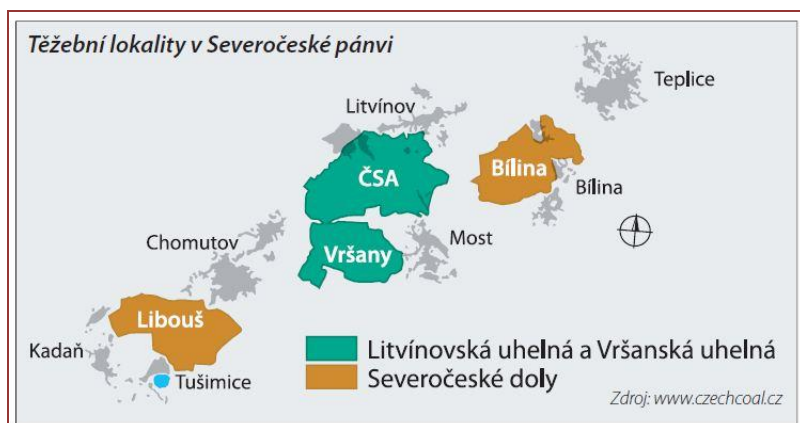 Těžební lokality v Severočeské pánvi
Teplice
Litvínov
ČSA
Bílina
Bílina
Chomutov
Vršany
Most
Libouš
Kadaň
Tušimice
Litvínovská uhelná a Vršanská uhelná
Severočeské doly
Zdroj: www.czechcoal.cz